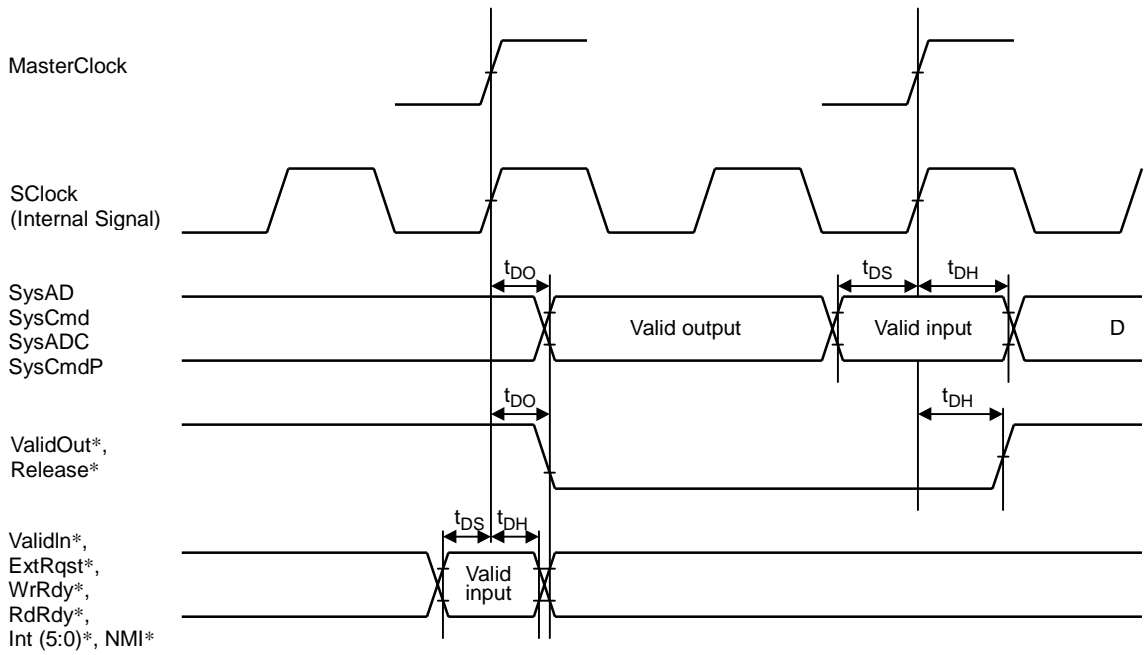 MasterClock
SClock
(Internal Signal)
tDO
tDS
tDH
SysAD
SysCmd
SysADC
SysCmdP
Valid output
Valid input
D
tDO
tDH
ValidOut*,
Release*
tDS
tDH
ValidIn*,
ExtRqst*,
WrRdy*,
RdRdy*,
Int (5:0)*, NMI*
Valid
input